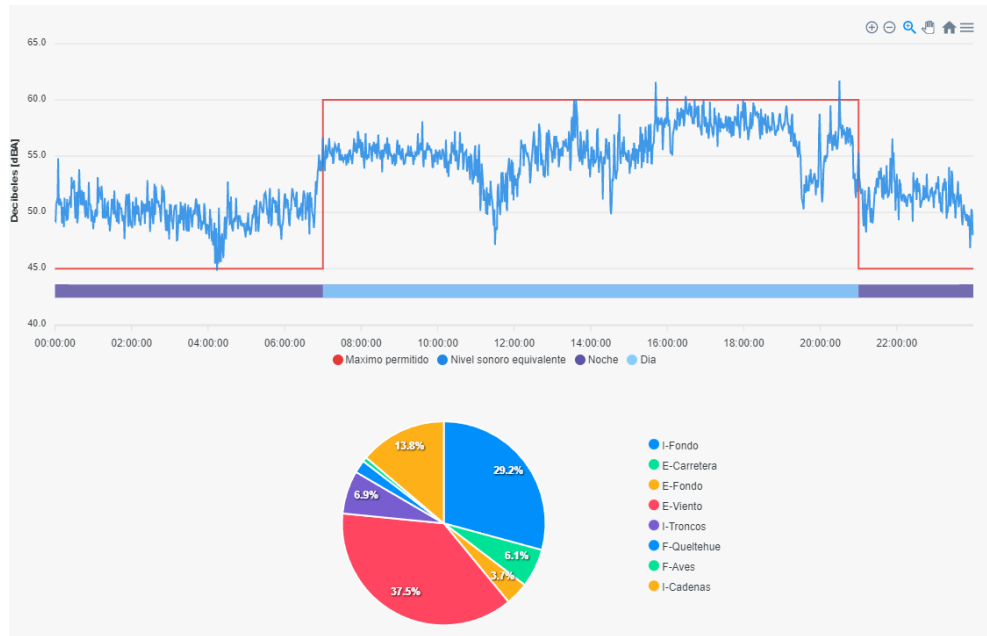 65.0
60.0
55.0
50.0
45.0
40.0
Decibeles [dBA]
00:00:00 02:00:00 04:00:00 06:00:00 08:00:00 10:00:00 12:00:00 14:00:00 16:00:00 18:00:00 20:00:00 22:00:00
Maximo permitido Nivel sonoro equivalente Noche Dia
13.8%
29.2%
6.9%
6.1%
3.7%
37.5%
I-Fondo
E-Carretera
E-Fondo
E-Viento
I-Troncos
F-Queltehue
F-Aves
I-Cadenas